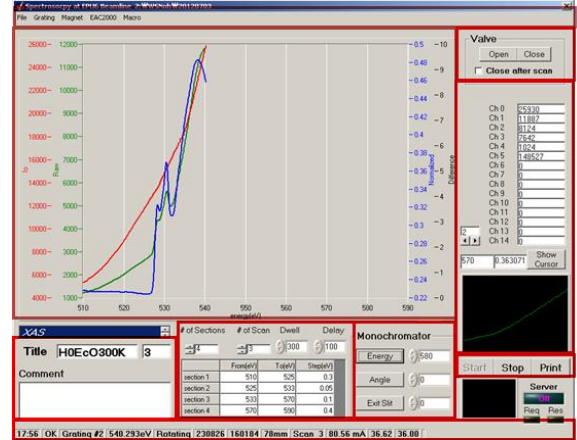 Spectrosorcpy at EPU6 Beamline 2:₩WSNoh₩20120703
File Grating Magnet EAC2000 Macro
26000- 12000-
24000- 11000-
22000- 10000-
20000- 9000-
18000- 8000-
16000- 7000-
14000- 6000-
12000- 5000-
10000- 4000-
8000- 3000-
6000- 2000-
4000- 1000-
Io
Raw
510 520 530 540 550 560 570 580 590
energy(eV)
-0.5 -10
-0.48 -9
-0.46 -8
-0.44
-0.42 -7
-0.4 -6
-0.38
-0.36 -5
-0.34 -4
-0.32
-0.3 -3
-0.28 -2
-0.26
-0.24 -1
-0.22 -0
Normalized
Difference
Valve
Open Close
Close after scan
Ch 0 25930
Ch 1 11887
Ch 2 8124
Ch 3 7642
Ch 4 1024
Ch 5 148527
Ch 6 0
Ch 7 0
Ch 8 0
Ch 9 0
Ch 10 0
Ch 11 0
Ch 12 0
2 Ch 13 0
Ch 14 0
570 0.363071 Show Cursor
XAS
Title H0EcO300K 3
Comment
# of Sections # of Scan Dwell Delay
4 3 300 100
From(eV) To(eV) Step(eV)
section 1 510 525 0.3
section 2 525 533 0.05
section 3 533 570 0.1
section 4 570 590 0.4
Monochromator
Energy 580
Angle 0
Exit Slit 0
Start Stop Print
Server
Off
Req Res
17:56 OK Grating #2 540.293eV Rotating 230826 160184 78mm Scan 3 80.56 mA 36.62 36.00